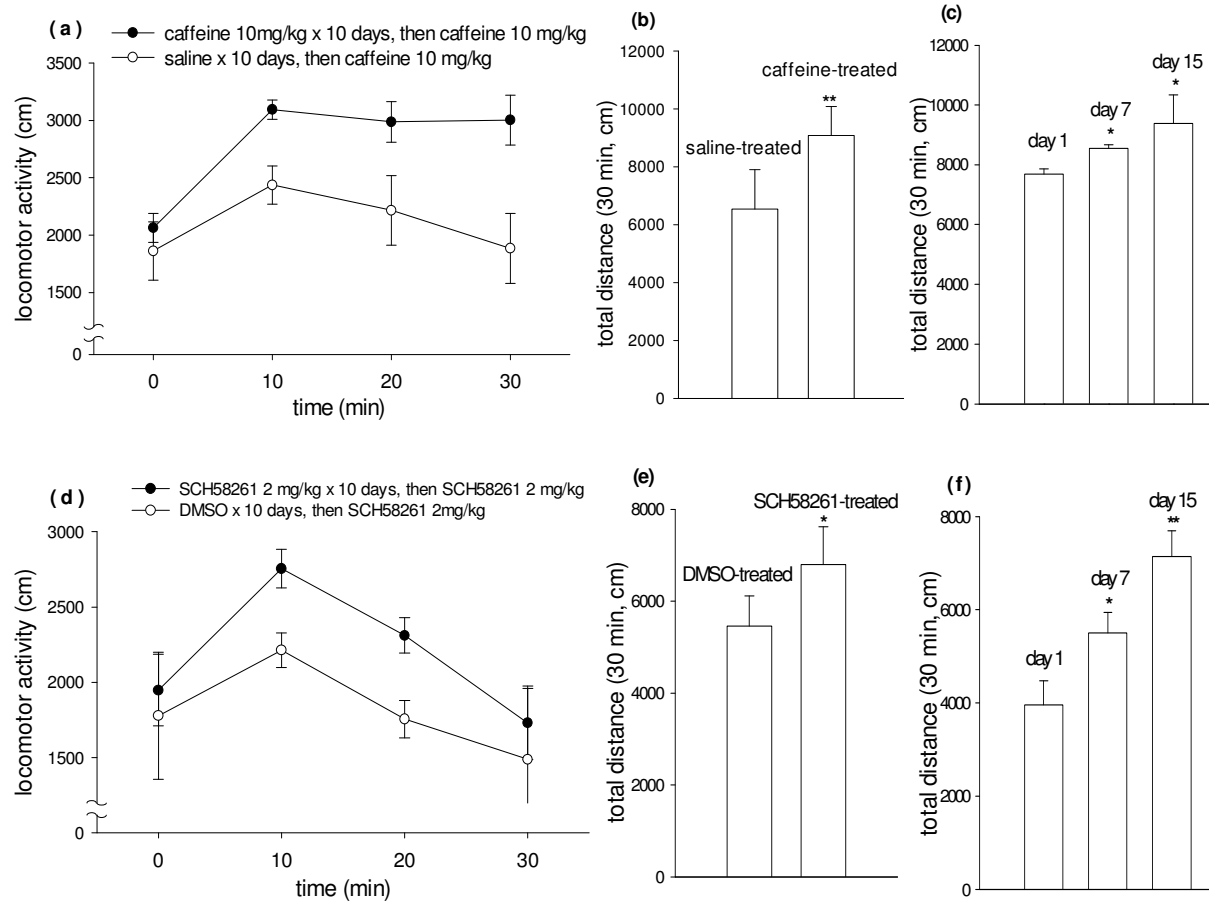 ( a )
caffeine 10mg/kg x 10 days, then caffeine 10 mg/kg
saline x 10 days, then caffeine 10 mg/kg
locomotor activity (cm)
3500
3000
2500
2000
1500
0
0 10 20 30
time (min)
(b)
total distance (30 min, cm)
12000
10000
8000
6000
4000
2000
0
saline-treated
caffeine-treated
**
(c)
total distance (30 min, cm)
12000
10000
8000
6000
4000
2000
0
day 1
day 7
*
day 15
*
( d )
SCH58261 2 mg/kg x 10 days, then SCH58261 2 mg/kg
DMSO x 10 days, then SCH58261 2mg/kg
locomotor activity (cm)
3000
2500
2000
1500
0
0 10 20 30
time (min)
(e)
total distance (30 min, cm)
8000
6000
4000
2000
0
DMSO-treated
SCH58261-treated
*
( f )
total distance (30 min, cm)
8000
6000
4000
2000
0
day 1
day 7
*
day 15
**